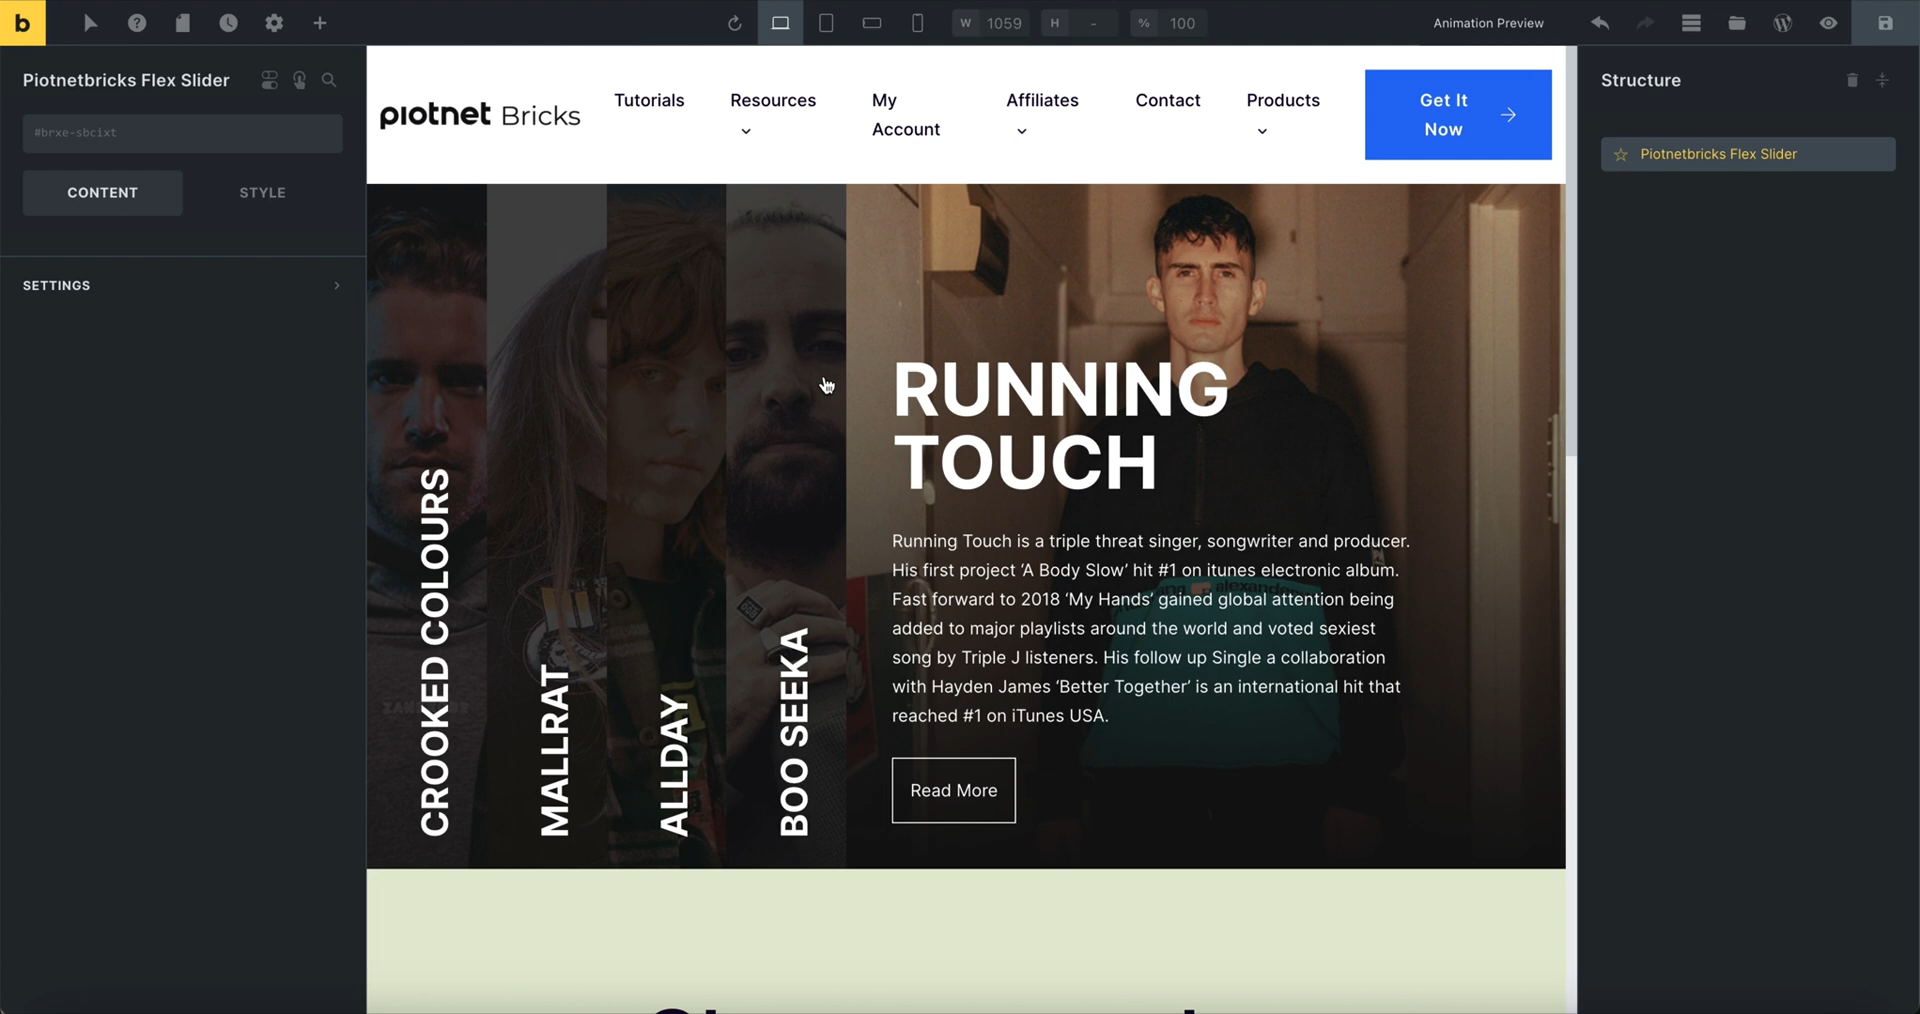 b
W 1059
H -
% 100
Animation Preview
Piotnetbricks Flex Slider
#brxe-sbcixt
CONTENT
STYLE
SETTINGS
piotnet Bricks
Tutorials
Resources
My
Account
Affiliates
Contact
Products
Get It
Now
CROOKED COLOURS
MALLRAT
ALLDAY
BOO SEEKA
RUNNING
TOUCH
Running Touch is a triple threat singer, songwriter and producer.
His first project ‘A Body Slow’ hit #1 on itunes electronic album.
Fast forward to 2018 ‘My Hands’ gained global attention being
added to major playlists around the world and voted sexiest
song by Triple J listeners. His follow up Single a collaboration
with Hayden James ‘Better Together’ is an international hit that
reached #1 on iTunes USA.
Read More
Structure
Piotnetbricks Flex Slider